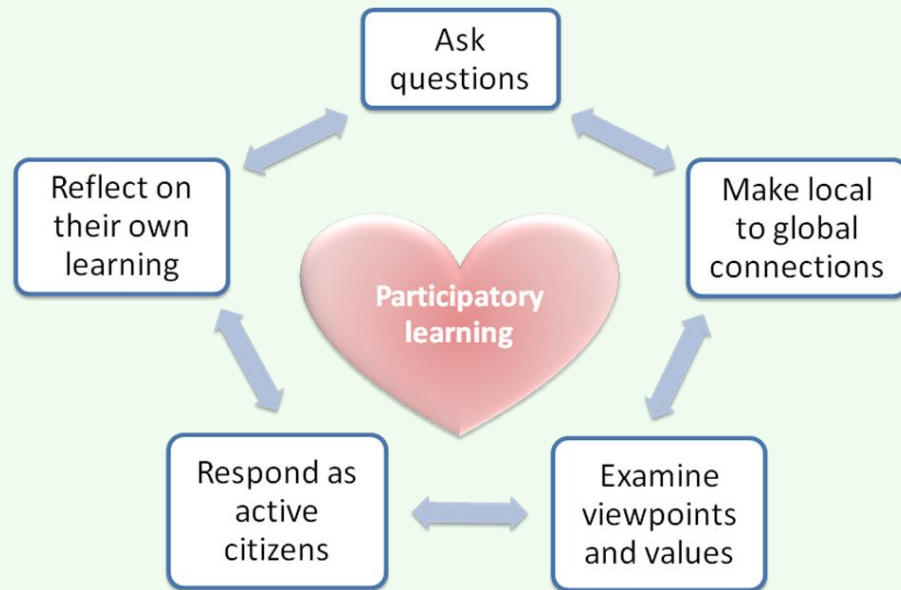 Ask
questions
Make local
to global
connections
Examine
viewpoints
and values
Respond as
active
citizens
Reflect on
their own
learning
Participatory
learning